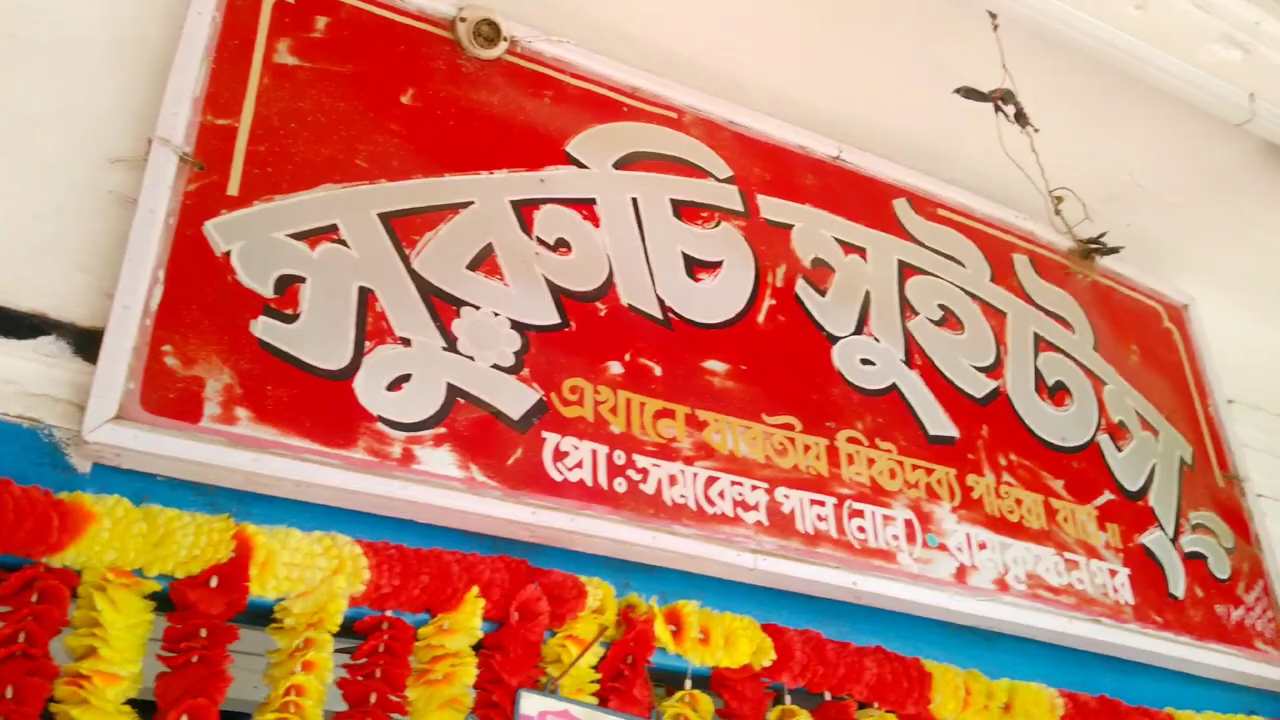 সুরুচি সুইটস্
এখানে যাবতীয় মিষ্টদ্রব্য পাওয়া যায়॥
প্রোঃ-সমরেন্দ্র পাল (নানু) • রামকৃষ্ণনগর